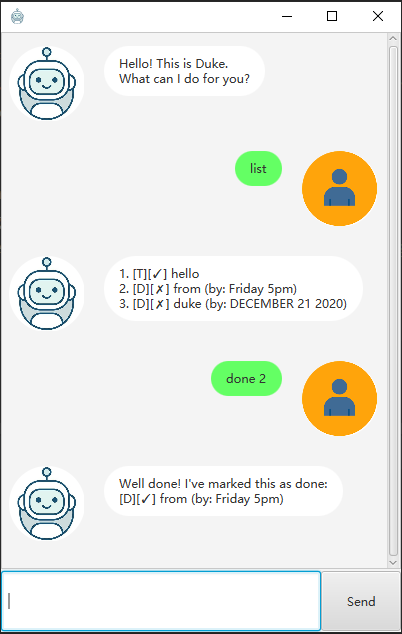 Hello! This is Duke.
What can I do for you?
list
1. [T][✓] hello
2. [D][✗] from (by: Friday 5pm)
3. [D][✗] duke (by: DECEMBER 21 2020)
done 2
Well done! I've marked this as done:
[D][✓] from (by: Friday 5pm)
Send